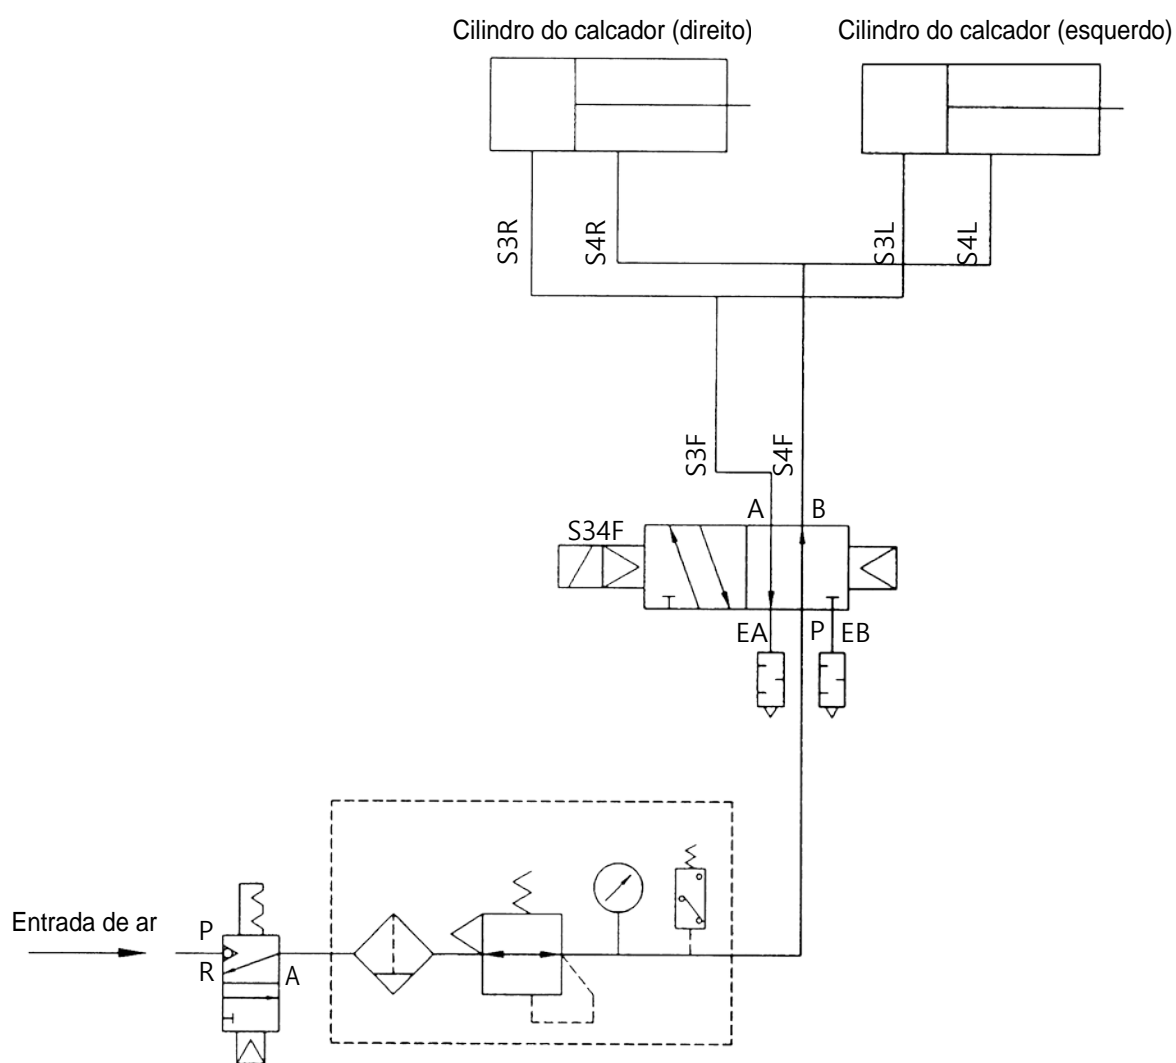 Cilindro do calcador (direito)
Cilindro do calcador (esquerdo)
S3R
S4R
S3L
S4L
S3F
S4F
A
B
S34F
EA
P
EB
Entrada de ar
P
R
A